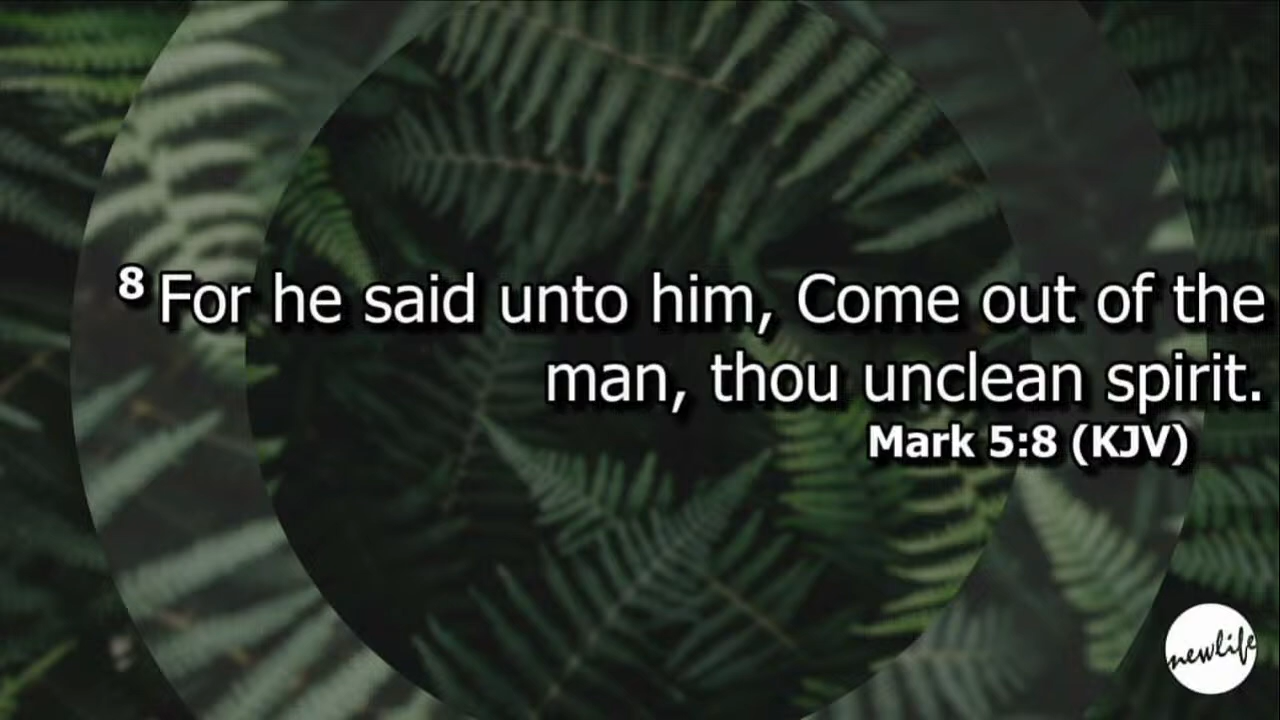 8 For he said unto him, Come out of the
man, thou unclean spirit.
Mark 5:8 (KJV)
newlife